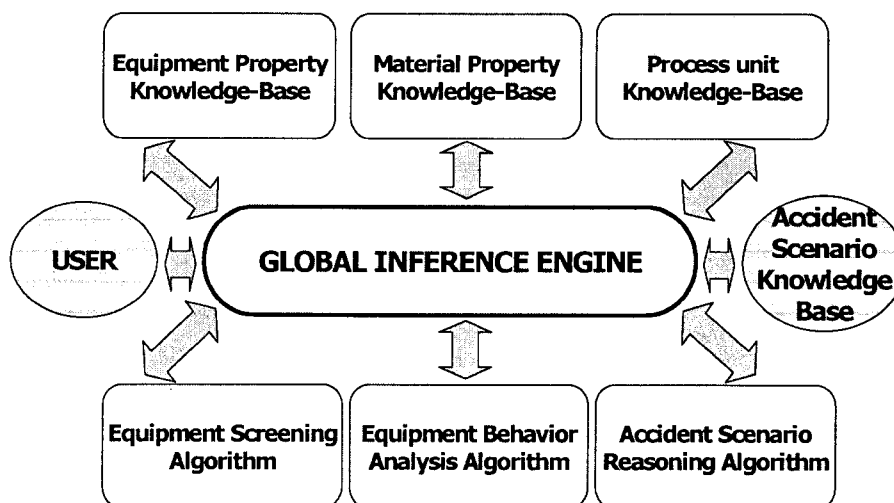 Equipment Property
Knowledge-Base
Material Property
Knowledge-Base
Process unit
Knowledge-Base
USER
GLOBAL INFERENCE ENGINE
Accident
Scenario
Knowledge
Base
Equipment Screening
Algorithm
Equipment Behavior
Analysis Algorithm
Accident Scenario
Reasoning Algorithm